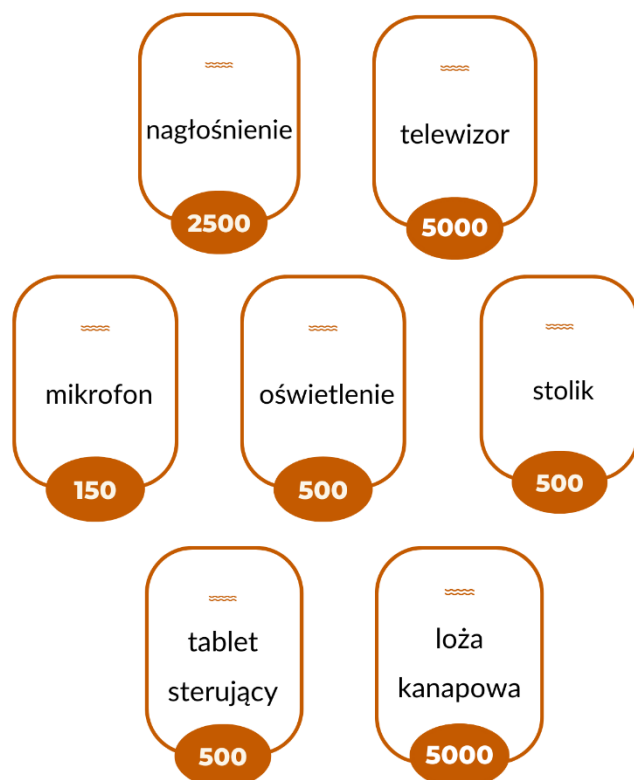 nagłośnienie
2500
telewizor
5000
mikrofon
150
oświetlenie
500
stolik
500
tablet
sterujący
500
loża
kanapowa
5000